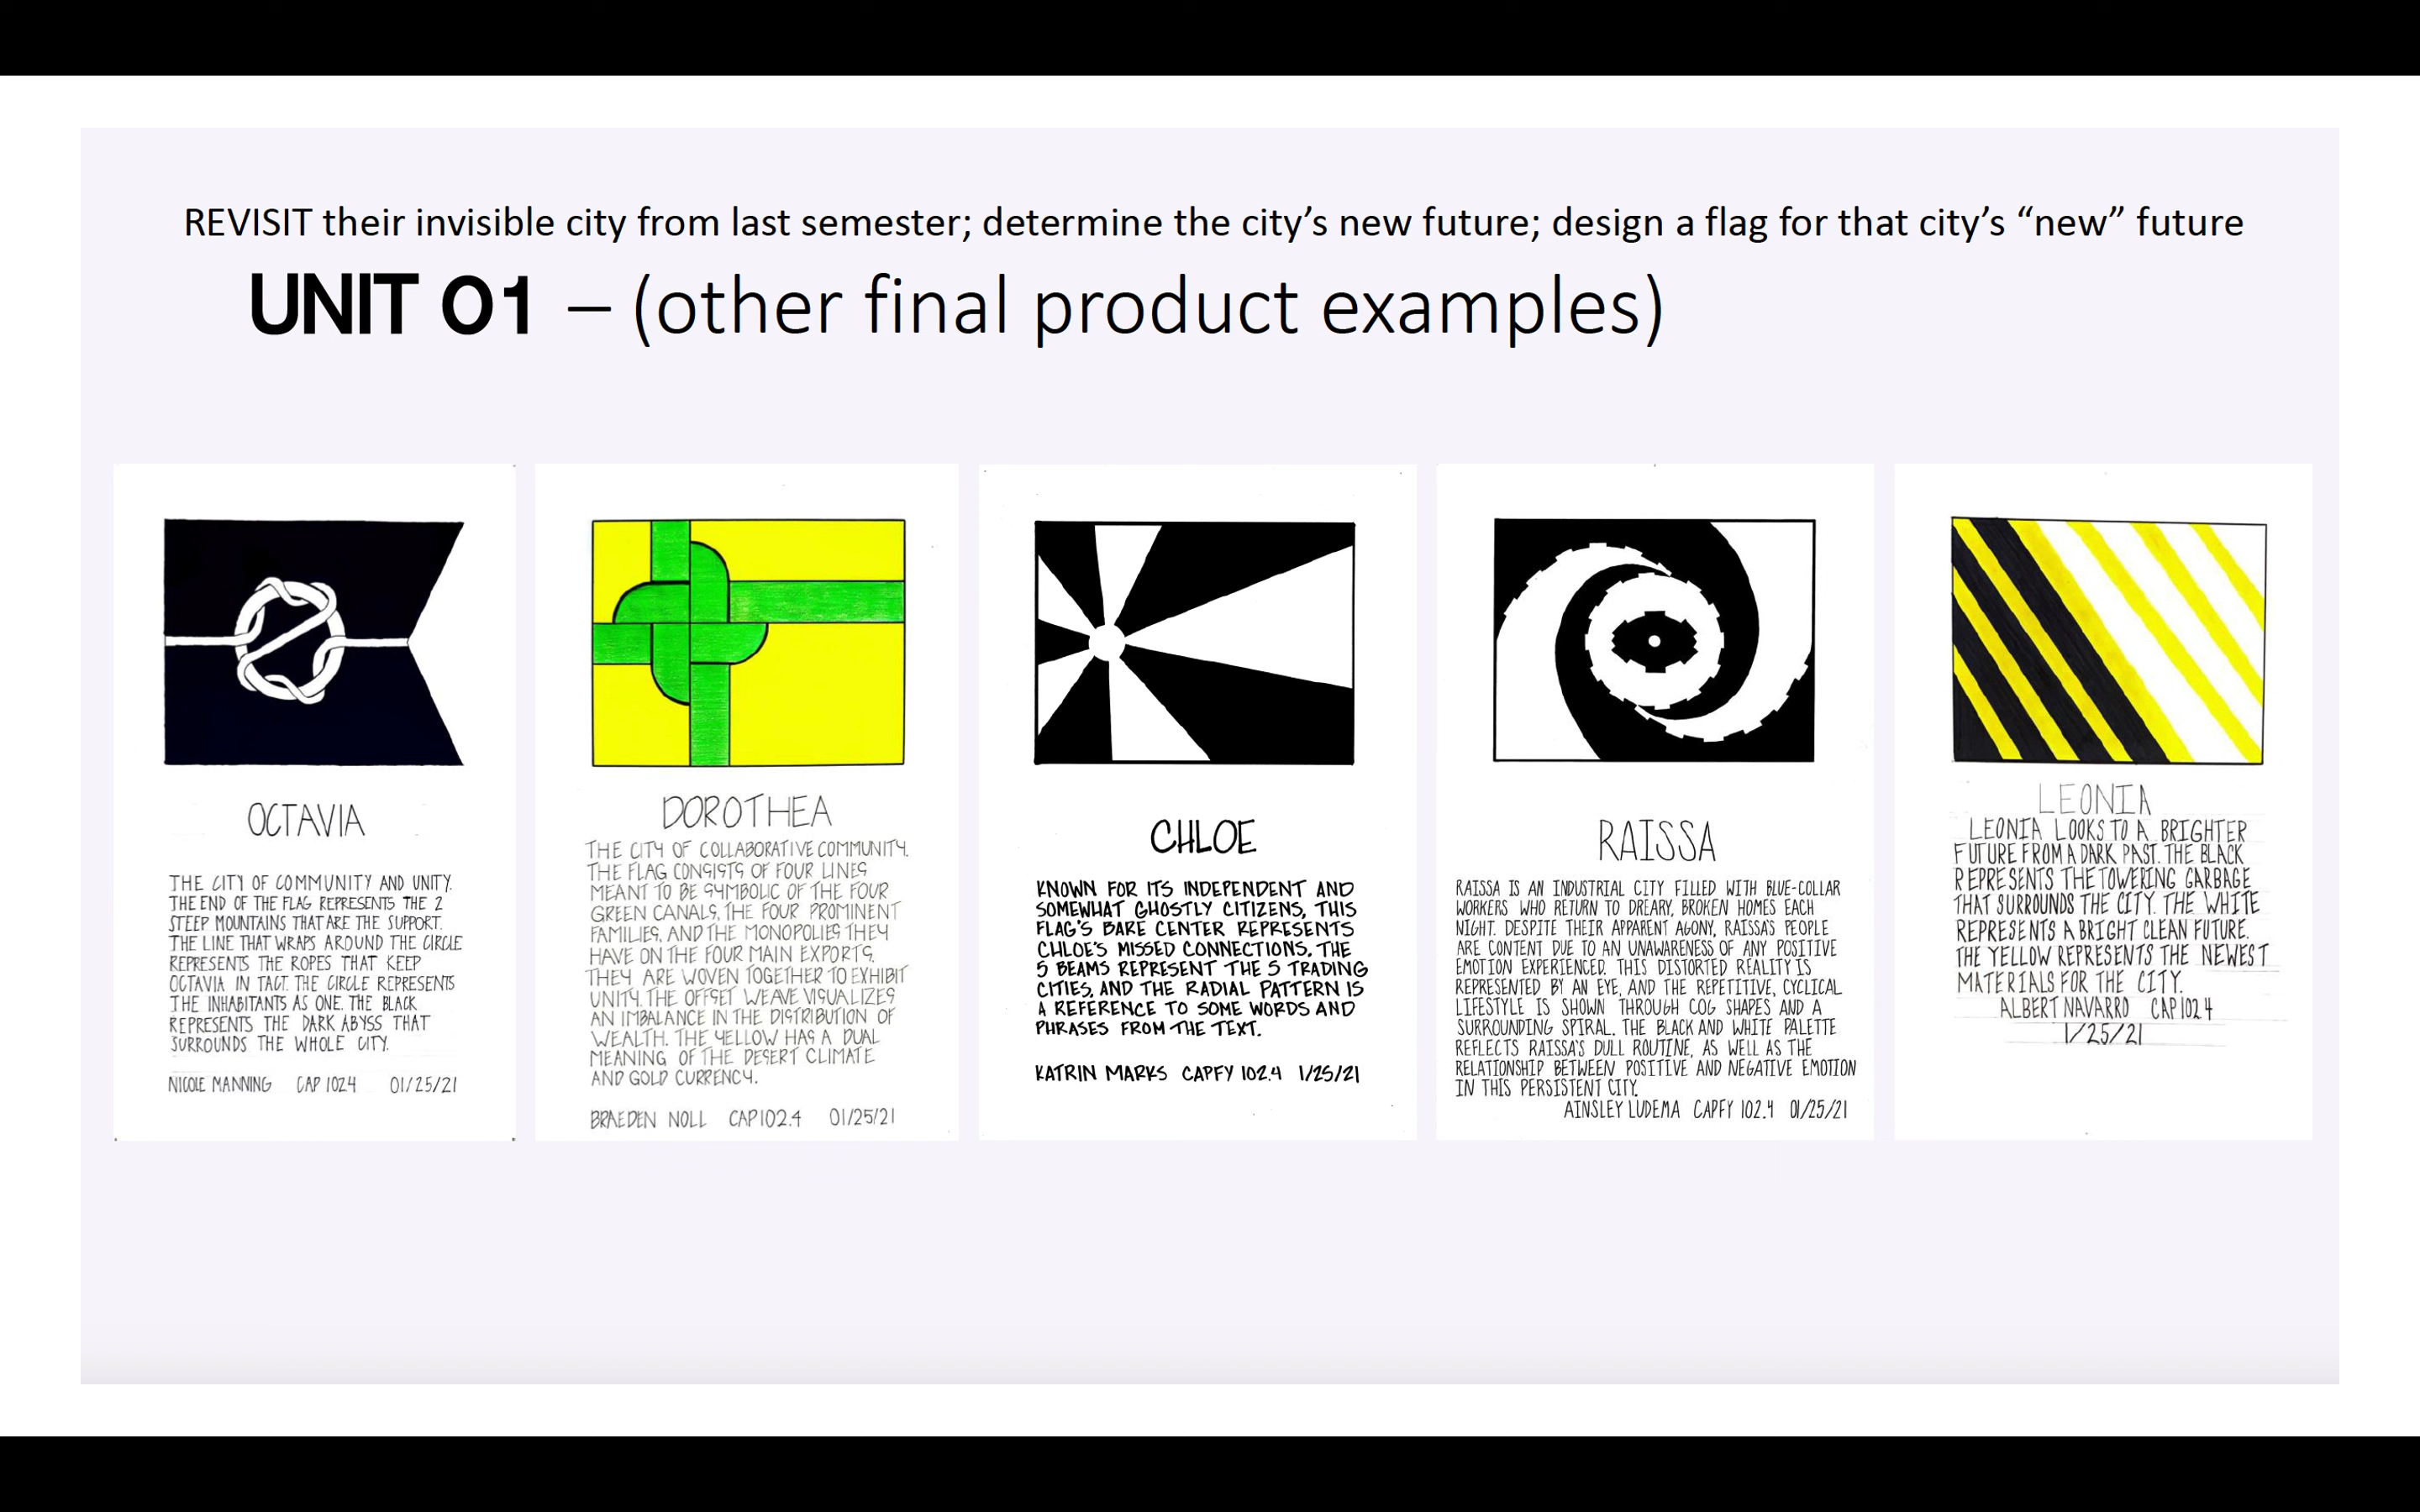 REVISIT their invisible city from last semester; determine the city's new future; design a flag for that city's “new” future
UNIT 01 – (other final product examples)
OCTAVIA
THE CITY OF COMMUNITY AND UNITY.
THE END OF THE FLAG REPRESENTS THE 2
STEEP MOUNTAINS THAT ARE THE SUPPORT.
THE LINE THAT WRAPS AROUND THE CIRCLE
REPRESENTS THE ROPES THAT KEEP
OCTAVIA IN TACT. THE CIRCLE REPRESENTS
THE INHABITANTS AS ONE. THE BLACK
REPRESENTS THE DARK ABYSS THAT
SURROUNDS THE WHOLE CITY.
NICOLE MANNING CAP 102.4 01/25/21
DOROTHEA
THE CITY OF COLLABORATIVE COMMUNITY.
THE FLAG CONSISTS OF FOUR LINES
MEANT TO BE SYMBOLIC OF THE FOUR
GREEN CANALS, THE FOUR PROMINENT
FAMILIES, AND THE MONOPOLIES THEY
HAVE ON THE FOUR MAIN EXPORTS.
THEY ARE WOVEN TOGETHER TO EXHIBIT
UNITY. THE OFFSET WEAVE VISUALIZES
AN IMBALANCE IN THE DISTRIBUTION OF
WEALTH. THE YELLOW HAS A DUAL
MEANING OF THE DESERT CLIMATE
AND GOLD CURRENCY.
BRAEDEN NOLL CAP102.4 01/25/21
CHLOE
KNOWN FOR ITS INDEPENDENT AND
SOMEWHAT GHOSTLY CITIZENS, THIS
FLAG'S BARE CENTER REPRESENTS
CHLOE'S MISSED CONNECTIONS. THE
5 BEAMS REPRESENT THE 5 TRADING
CITIES, AND THE RADIAL PATTERN IS
A REFERENCE TO SOME WORDS AND
PHRASES FROM THE TEXT.
KATRIN MARKS CAPFY 102.4 1/25/21
RAISSA
RAISSA IS AN INDUSTRIAL CITY FILLED WITH BLUE-COLLAR
WORKERS WHO RETURN TO DREARY, BROKEN HOMES EACH
NIGHT. DESPITE THEIR APPARENT AGONY, RAISSA'S PEOPLE
ARE CONTENT DUE TO AN UNAWARENESS OF ANY POSITIVE
EMOTION EXPERIENCED. THIS DISTORTED REALITY IS
REPRESENTED BY AN EYE, AND THE REPETITIVE, CYCLICAL
LIFESTYLE IS SHOWN THROUGH COG SHAPES AND A
SURROUNDING SPIRAL. THE BLACK AND WHITE PALETTE
REFLECTS RAISSA'S DULL ROUTINE, AS WELL AS THE
RELATIONSHIP BETWEEN POSITIVE AND NEGATIVE EMOTION
IN THIS PERSISTENT CITY.
AINSLEY LUDEMA CAPFY 102.4 01/25/21
LEONIA
LEONIA LOOKS TO A BRIGHTER
FUTURE FROM A DARK PAST. THE BLACK
REPRESENTS THE TOWERING GARBAGE
THAT SURROUNDS THE CITY. THE WHITE
REPRESENTS A BRIGHT CLEAN FUTURE.
THE YELLOW REPRESENTS THE NEWEST
MATERIALS FOR THE CITY.
ALBERT NAVARRO CAP102.4
1/25/21